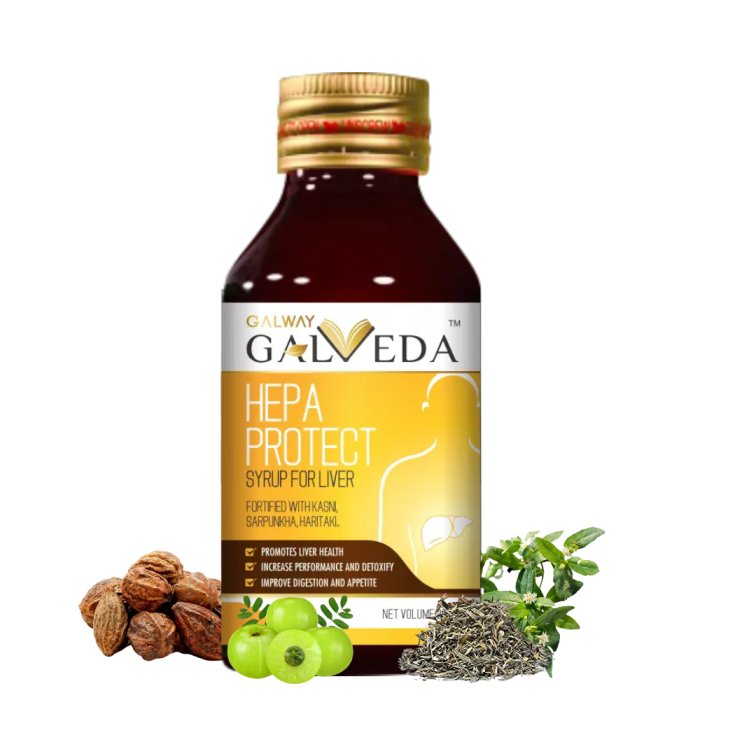 GALWAY
GALVEDA ™
HEPA
PROTECT
SYRUP FOR LIVER
FORTIFIED WITH KASNI,
SARPUNKHA, HARITAKI..
PROMOTES LIVER HEALTH
INCREASE PERFORMANCE AND DETOXIFY
IMPROVE DIGESTION AND APPETITE
NET VOLUME